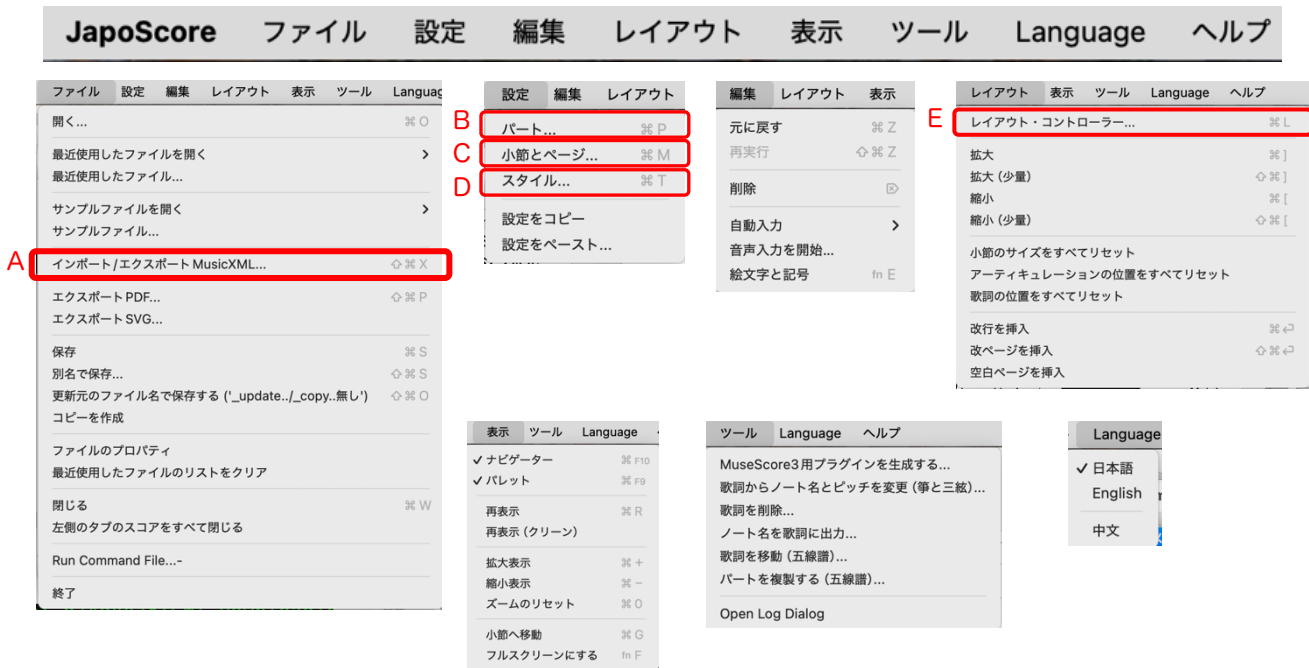 JapoScore ファイル 設定 編集 レイアウト 表示 ツール Language ヘルプ
ファイル 設定 編集 レイアウト 表示 ツール Languag
開く... ⌘ O
最近使用したファイルを開く >
最近使用したファイル...
サンプルファイルを開く >
サンプルファイル...
A
インポート/エクスポート MusicXML... ⇧ ⌘ X
エクスポート PDF... ⇧ ⌘ P
エクスポート SVG...
保存 ⌘ S
別名で保存... ⇧ ⌘ S
更新元のファイル名で保存する ('_update../_copy..無し') ⇧ ⌘ O
コピーを作成
ファイルのプロパティ
最近使用したファイルのリストをクリア
閉じる ⌘ W
左側のタブのスコアをすべて閉じる
Run Command File...-
終了
設定 編集 レイアウト
B パート... ⌘ P
C 小節とページ... ⌘ M
D スタイル... ⌘ T
設定をコピー
設定をペースト...
編集 レイアウト 表示
元に戻す ⌘ Z
再実行 ⇧ ⌘ Z
削除 ⌦
自動入力 >
音声入力を開始...
絵文字と記号 fn E
レイアウト 表示 ツール Language ヘルプ
E レイアウト・コントローラー... ⌘ L
拡大 ⌘ ]
拡大 (少量) ⇧ ⌘ ]
縮小 ⌘ [
縮小 (少量) ⇧ ⌘ [
小節のサイズをすべてリセット
アーティキュレーションの位置をすべてリセット
歌詞の位置をすべてリセット
改行を挿入 ⌘ ⏎
改ページを挿入 ⇧ ⌘ ⏎
空白ページを挿入
表示 ツール Language
✓ ナビゲーター ⌘ F10
✓ パレット ⌘ F9
再表示 ⌘ R
再表示 (クリーン)
拡大表示 ⌘ +
縮小表示 ⌘ −
ズームのリセット ⌘ 0
小節へ移動 ⌘ G
フルスクリーンにする fn F
ツール Language ヘルプ
MuseScore3 用プラグインを生成する...
歌詞からノート名とピッチを変更 (箏と三絃)...
歌詞を削除...
ノート名を歌詞に出力...
歌詞を移動 (五線譜)...
パートを複製する (五線譜)...
Open Log Dialog
Language
✓ 日本語
English
中文